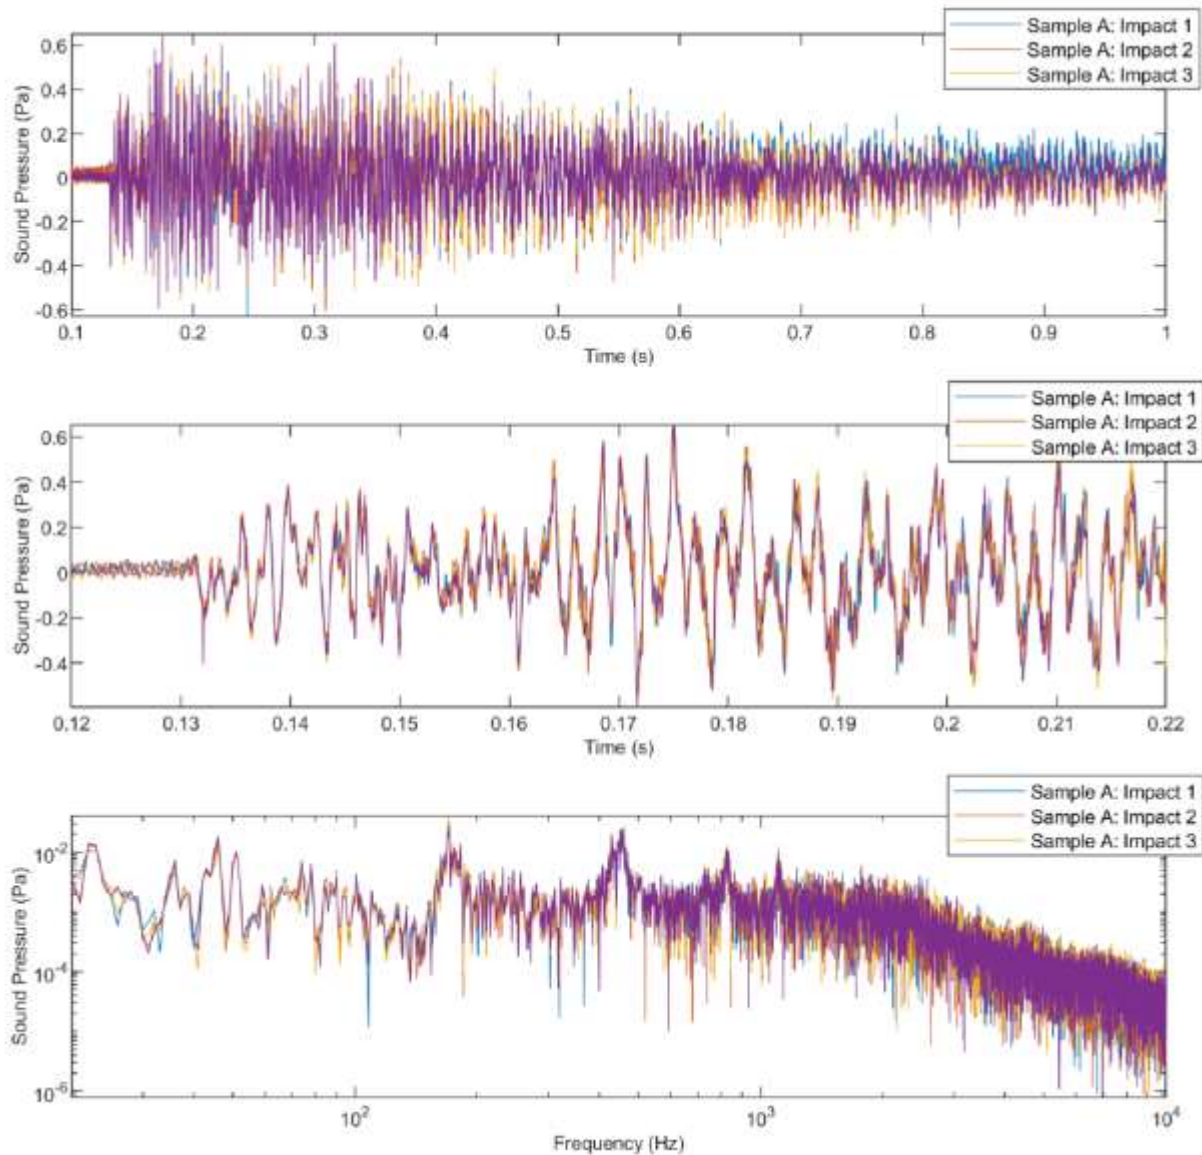 Sample A: Impact 1
Sample A: Impact 2
Sample A: Impact 3
Sound Pressure (Pa)
0.6
0.4
0.2
0
-0.2
-0.4
-0.6
0.1 0.2 0.3 0.4 0.5 0.6 0.7 0.8 0.9 1
Time (s)
Sample A: Impact 1
Sample A: Impact 2
Sample A: Impact 3
Sound Pressure (Pa)
0.6
0.4
0.2
0
-0.2
-0.4
0.12 0.13 0.14 0.15 0.16 0.17 0.18 0.19 0.2 0.21 0.22
Time (s)
Sample A: Impact 1
Sample A: Impact 2
Sample A: Impact 3
Sound Pressure (Pa)
10⁻²
10⁻⁴
10⁻⁶
10² 10³ 10⁴
Frequency (Hz)